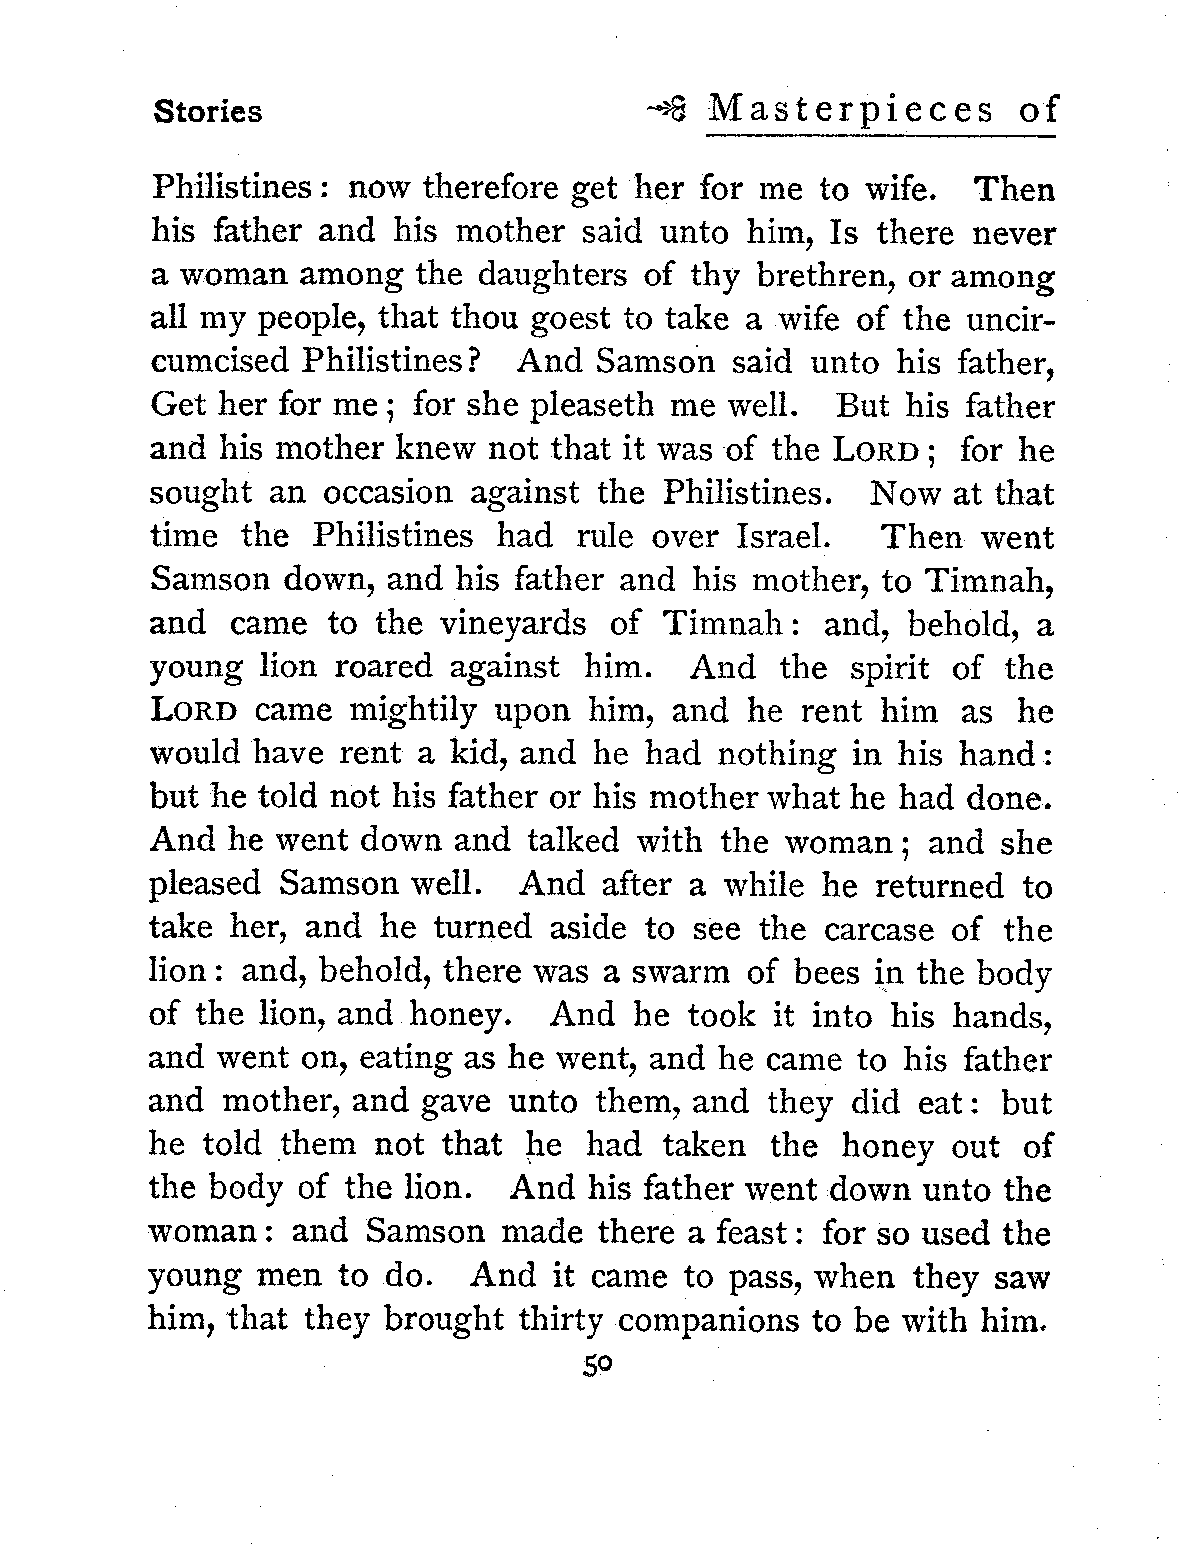 Stories Masterpieces of
Philistines: now therefore get her for me to wife. Then
his father and his mother said unto him, Is there never
a woman among the daughters of thy brethren, or among
all my people, that thou goest to take a wife of the uncir-
cumcised Philistines? And Samson said unto his father,
Get her for me; for she pleaseth me well. But his father
and his mother knew not that it was of the LORD; for he
sought an occasion against the Philistines. Now at that
time the Philistines had rule over Israel. Then went
Samson down, and his father and his mother, to Timnah,
and came to the vineyards of Timnah: and, behold, a
young lion roared against him. And the spirit of the
LORD came mightily upon him, and he rent him as he
would have rent a kid, and he had nothing in his hand:
but he told not his father or his mother what he had done.
And he went down and talked with the woman; and she
pleased Samson well. And after a while he returned to
take her, and he turned aside to see the carcase of the
lion: and, behold, there was a swarm of bees in the body
of the lion, and honey. And he took it into his hands,
and went on, eating as he went, and he came to his father
and mother, and gave unto them, and they did eat: but
he told them not that he had taken the honey out of
the body of the lion. And his father went down unto the
woman: and Samson made there a feast: for so used the
young men to do. And it came to pass, when they saw
him, that they brought thirty companions to be with him.
50